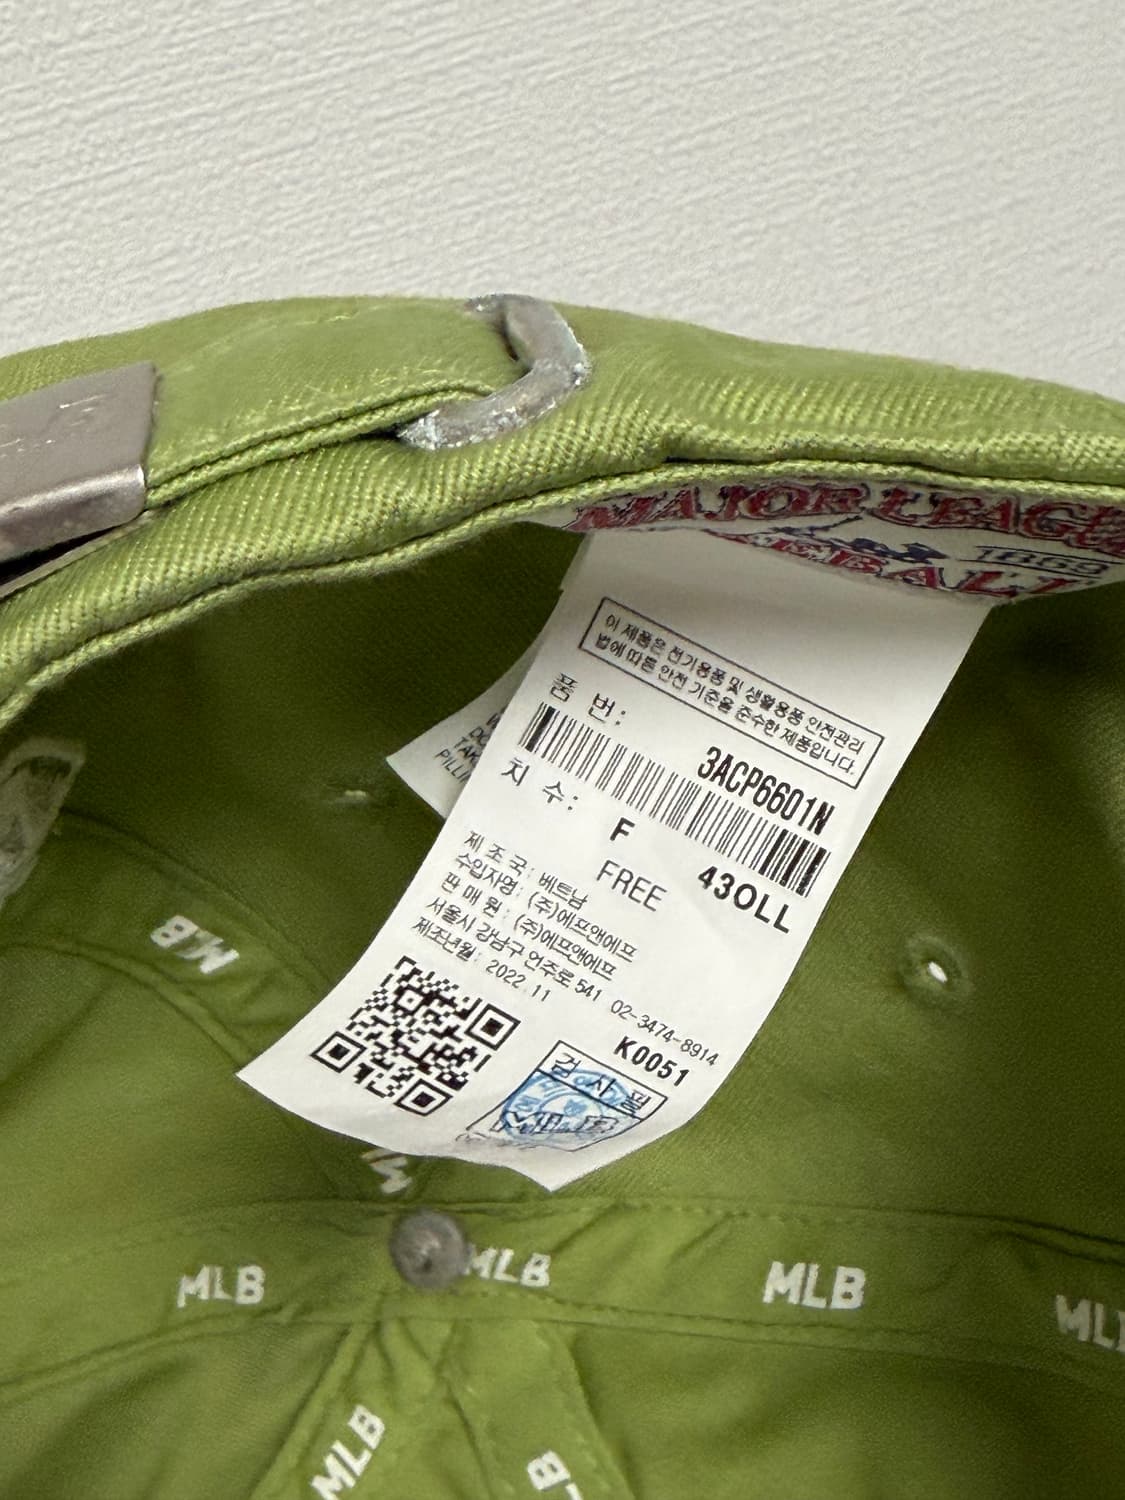 MAJOR LEAGU
1869
이 제품은 전기용품 및 생활용품 안전관리
법에 따른 안전 기준을 준수한 제품입니다.
품 번 :
3ACP6601N
치 수 : F 43OLL
FREE
제 조 국 : 베트남
수입자명 : (주)에프앤에프
판 매 원 : (주)에프앤에프
서울시 강남구 언주로 541 02-3474-8914
제조년월 : 2022.11
K0051
검 사 필
TAK
PILLI
MLB
MLB
MLB
MLB
MLB